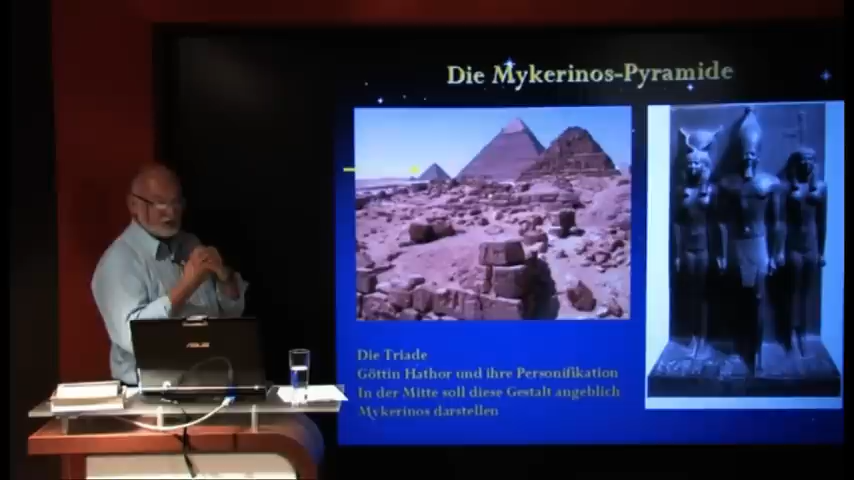 Die Mykerinos-Pyramide
Die Triade
Göttin Hathor und ihre Personifikation
In der Mitte soll diese Gestalt angeblich
Mykerinos darstellen
ASUS